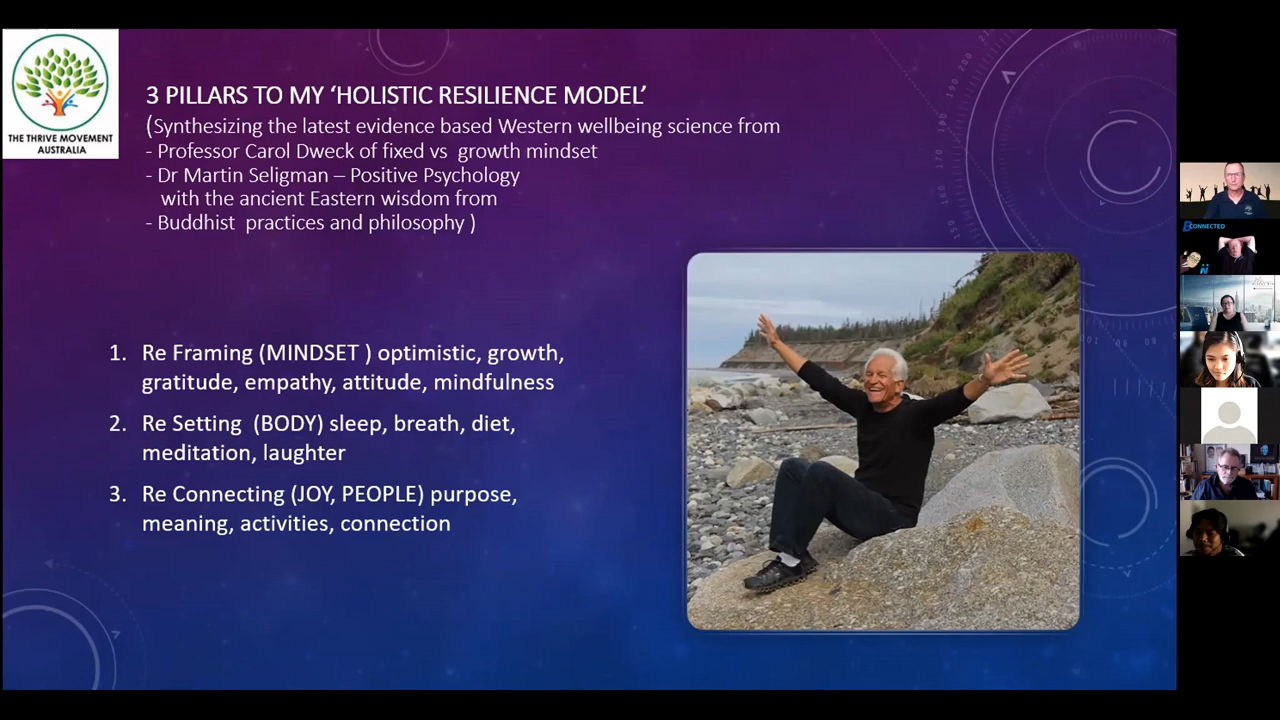 THE THRIVE MOVEMENT
AUSTRALIA
3 PILLARS TO MY ‘HOLISTIC RESILIENCE MODEL’
(Synthesizing the latest evidence based Western wellbeing science from
- Professor Carol Dweck of fixed vs growth mindset
- Dr Martin Seligman – Positive Psychology
with the ancient Eastern wisdom from
- Buddhist practices and philosophy )
1. Re Framing (MINDSET ) optimistic, growth,
gratitude, empathy, attitude, mindfulness
2. Re Setting (BODY) sleep, breath, diet,
meditation, laughter
3. Re Connecting (JOY, PEOPLE) purpose,
meaning, activities, connection
BCONNECTED